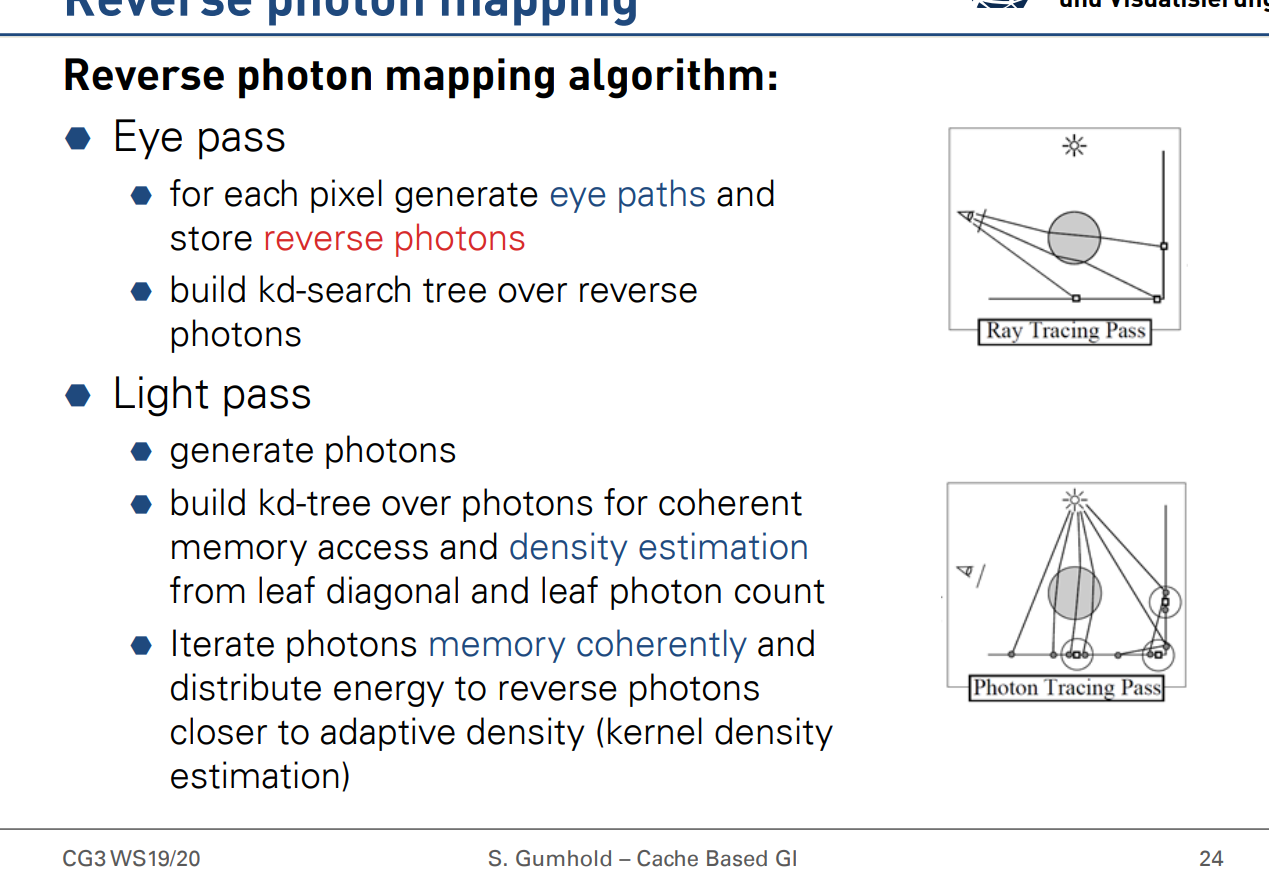 Reverse photon mapping
und Visualisierung
Reverse photon mapping algorithm:
Eye pass
for each pixel generate eye paths and
store reverse photons
build kd-search tree over reverse
photons
Light pass
generate photons
build kd-tree over photons for coherent
memory access and density estimation
from leaf diagonal and leaf photon count
Iterate photons memory coherently and
distribute energy to reverse photons
closer to adaptive density (kernel density
estimation)
Ray Tracing Pass
Photon Tracing Pass
CG3 WS19/20
S. Gumhold – Cache Based GI
24